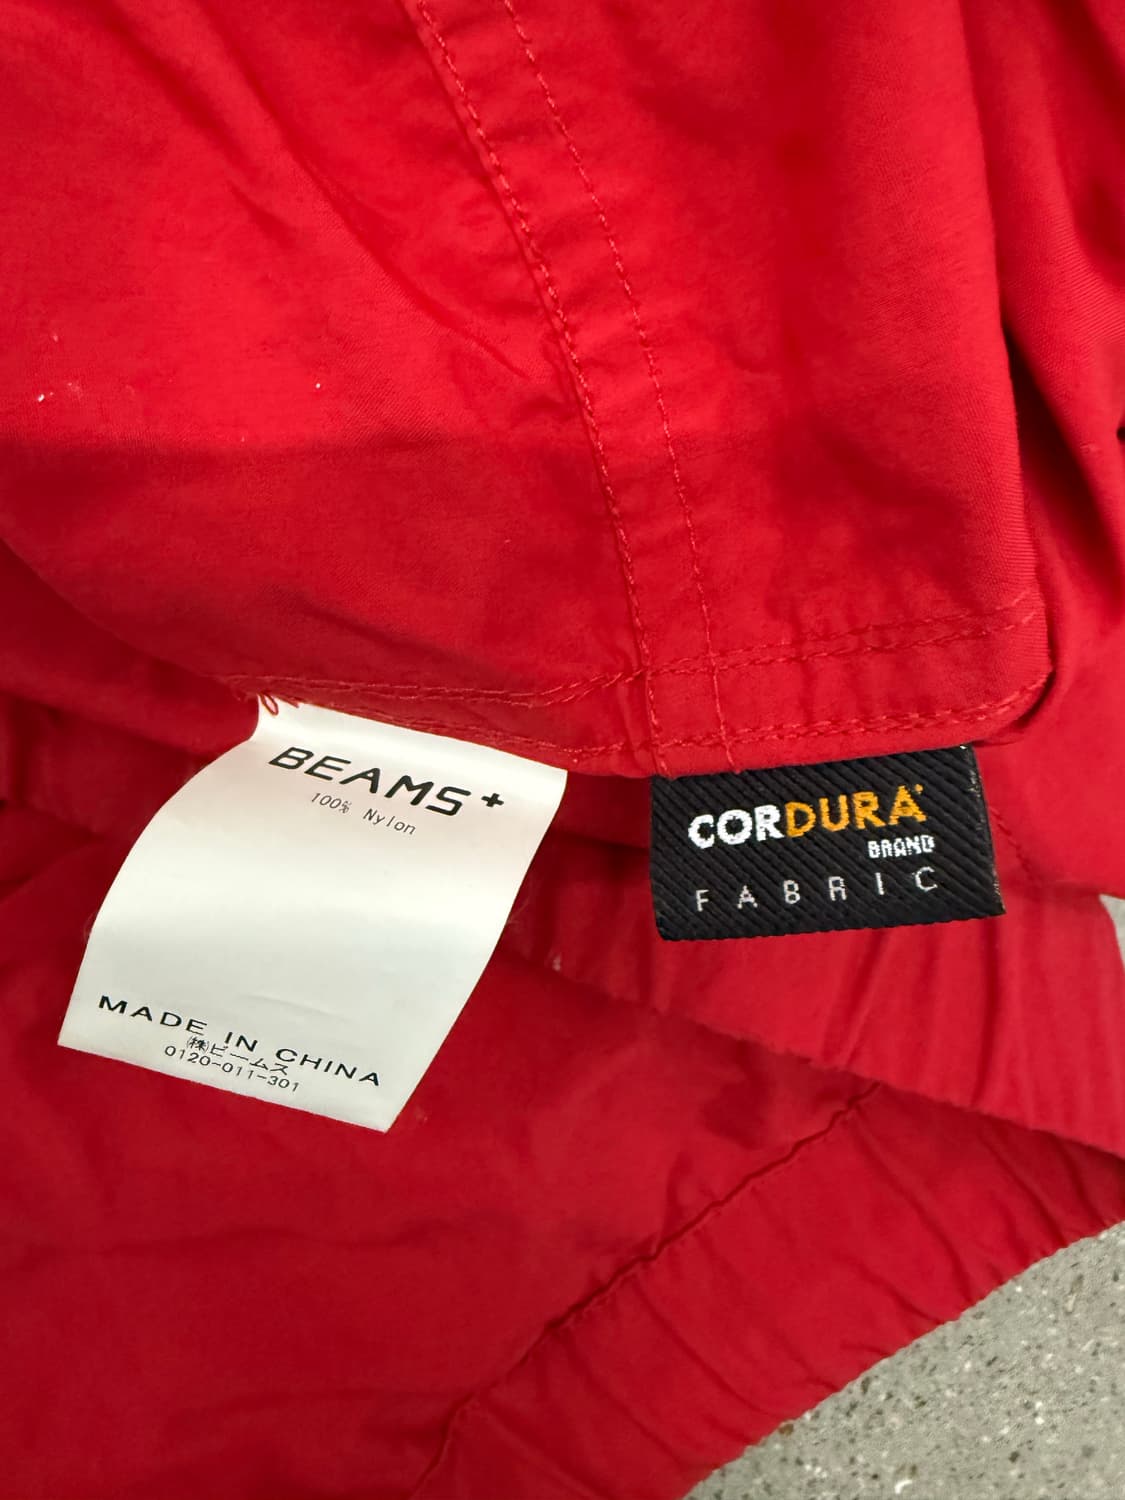 BEAMS+
100% Nylon
MADE IN CHINA
㈱ビームス
0120-011-301
CORDURA
BRAND
FABRIC